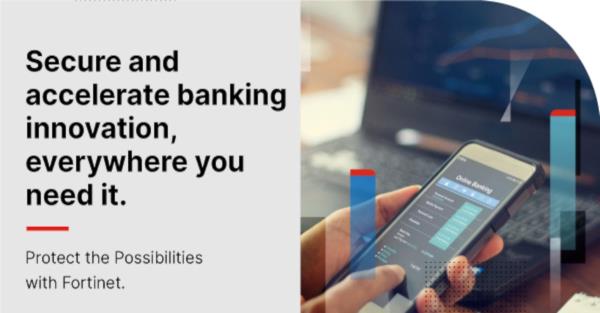 Secure and
accelerate banking
innovation,
everywhere you
need it.
Protect the Possibilities
with Fortinet.
Online Banking